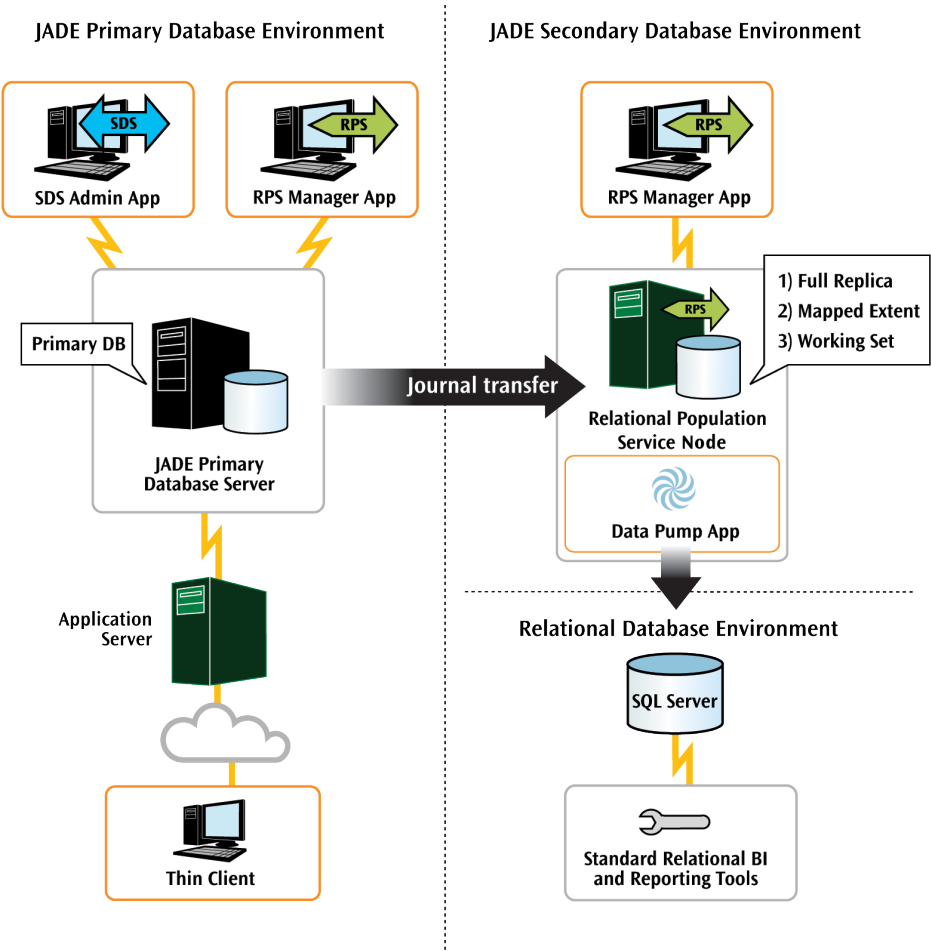 JADE Primary Database Environment
SDS
SDS Admin App
RPS
RPS Manager App
Primary DB
JADE Primary
Database Server
Journal transfer
Application
Server
Thin Client
JADE Secondary Database Environment
RPS
RPS Manager App
1) Full Replica
2) Mapped Extent
3) Working Set
RPS
Relational Population
Service Node
Data Pump App
Relational Database Environment
SQL Server
Standard Relational BI
and Reporting Tools